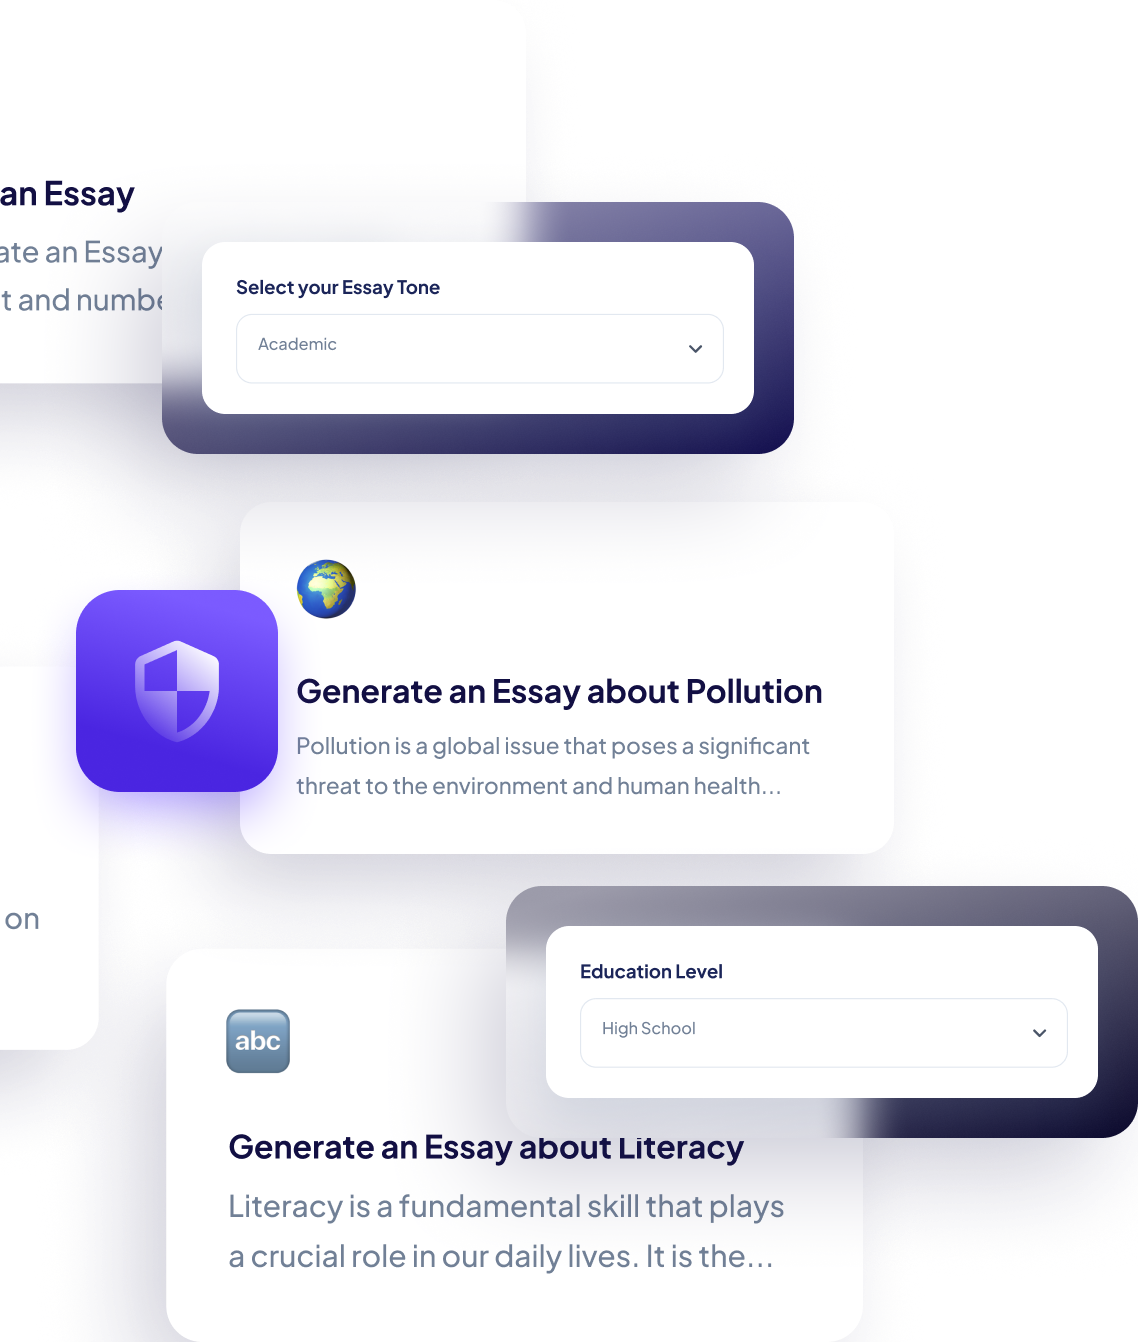 an Essay
ate an Essay
t and numbe
Select your Essay Tone
Academic
Generate an Essay about Pollution
Pollution is a global issue that poses a significant
threat to the environment and human health...
on
Education Level
High School
abc
Generate an Essay about Literacy
Literacy is a fundamental skill that plays
a crucial role in our daily lives. It is the...